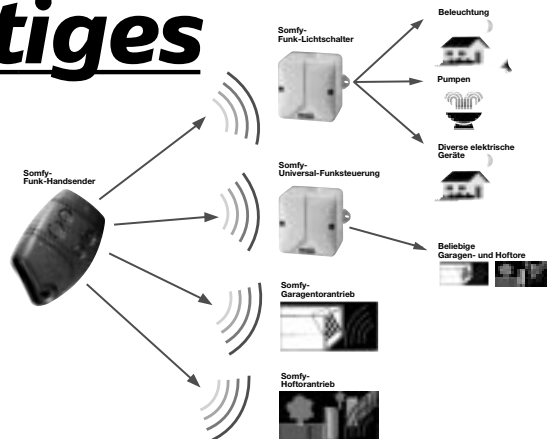 tiges
Somfy-
Funk-Lichtschalter
Beleuchtung
Pumpen
Diverse elektrische
Geräte
Somfy-
Funk-Handsender
Somfy-
Universal-Funksteuerung
Beliebige
Garagen- und Hoftore
Somfy-
Garagentorantrieb
Somfy-
Hoftorantrieb